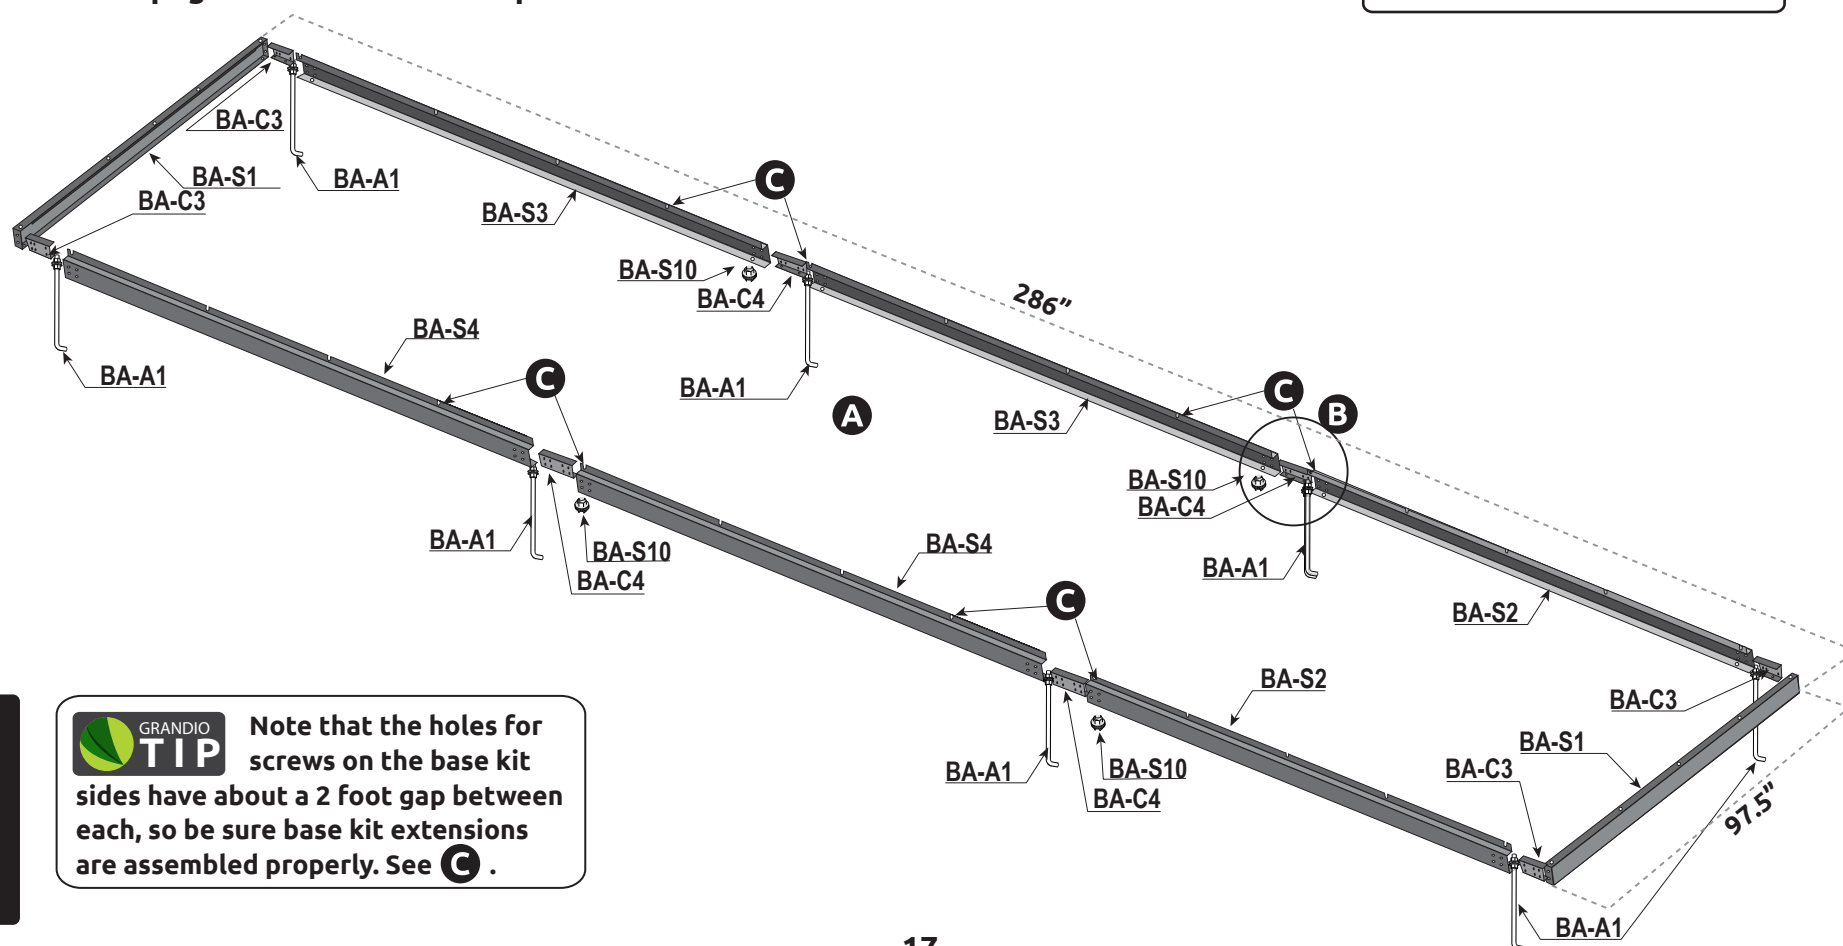 BA-C3
BA-S1
BA-C3
BA-A1
BA-S3
C
BA-S10
BA-C4
286”
BA-S4
BA-A1
C
BA-A1
A
BA-S3
C
B
BA-S10
BA-C4
BA-A1
BA-S10
BA-C4
BA-S4
BA-A1
C
BA-S2
BA-S2
BA-C3
BA-S1
BA-C3
BA-A1
BA-S10
BA-C4
97.5”
BA-A1
GRANDIO
TIP
Note that the holes for
screws on the base kit
sides have about a 2 foot gap between
each, so be sure base kit extensions
are assembled properly. See C .
17